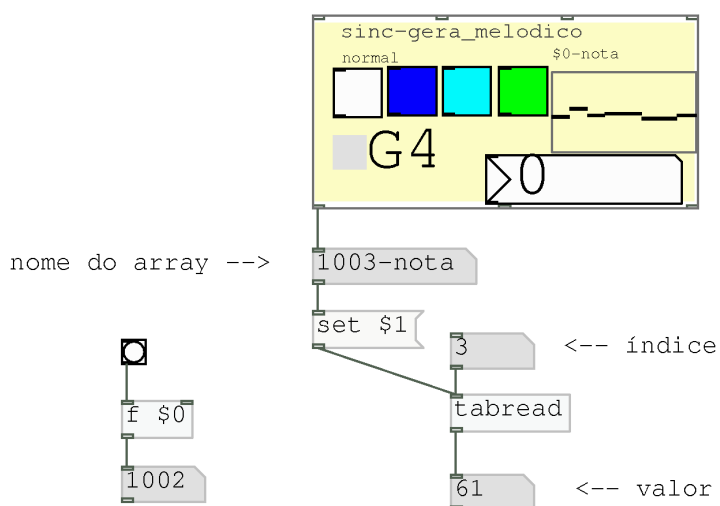 sinc-gera_melodico
normal
$0-nota
G4
0
nome do array -->
1003-nota
set $1
3
<-- índice
f $0
tabread
1002
61
<-- valor